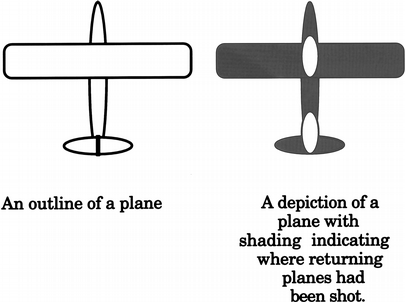 An outline of a plane
A depiction of a
plane with
shading indicating
where returning
planes had
been shot.